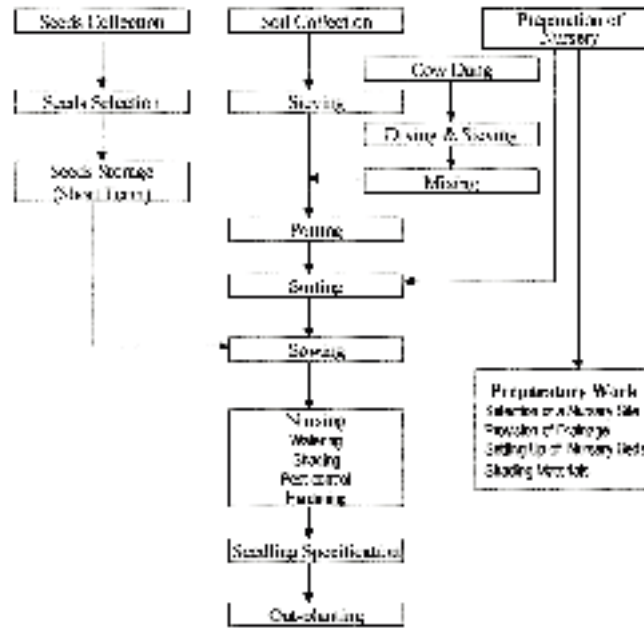 Seeds Collection
Soil Collection
Preparation of
Nursery
Cow Dung
Seeds Selection
Sieving
Drying & Sieving
Seeds Storage
(Short Term)
Mixing
Potting
Sowing
Preparatory Work
Selection of a Nursery Site
Provision of Drainage
Setting Up of Nursery Beds
Shading Materials
Nursing
Watering
Shading
Pest control
Hardening
Seedling Specification
Out-planting